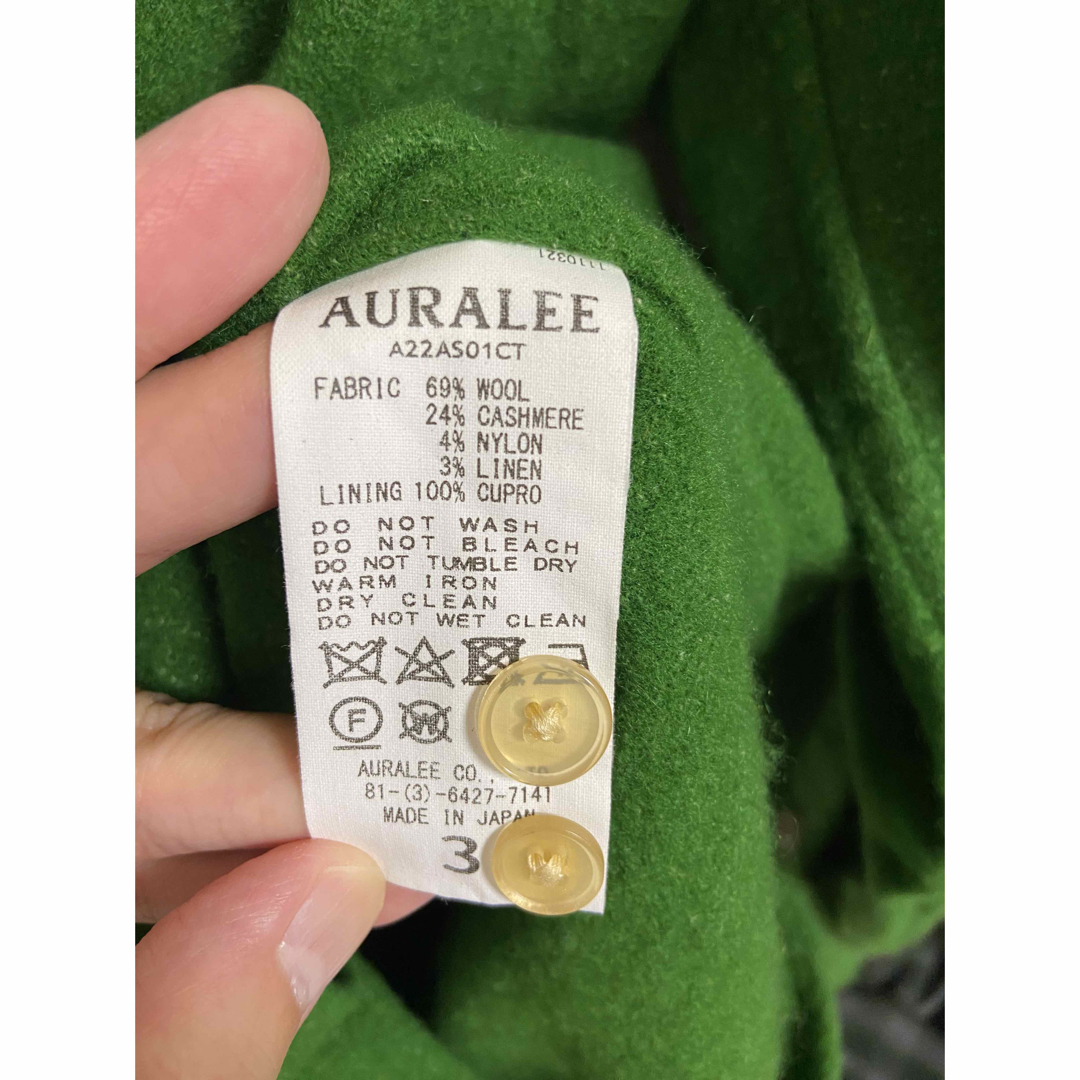 1110321
AURALEE
A22AS01CT
FABRIC 69% WOOL
24% CASHMERE
4% NYLON
3% LINEN
LINING 100% CUPRO
DO NOT WASH
DO NOT BLEACH
DO NOT TUMBLE DRY
WARM IRON
DRY CLEAN
DO NOT WET CLEAN
F W
AURALEE CO.,
81-(3)-6427-7141
MADE IN JAPAN
3